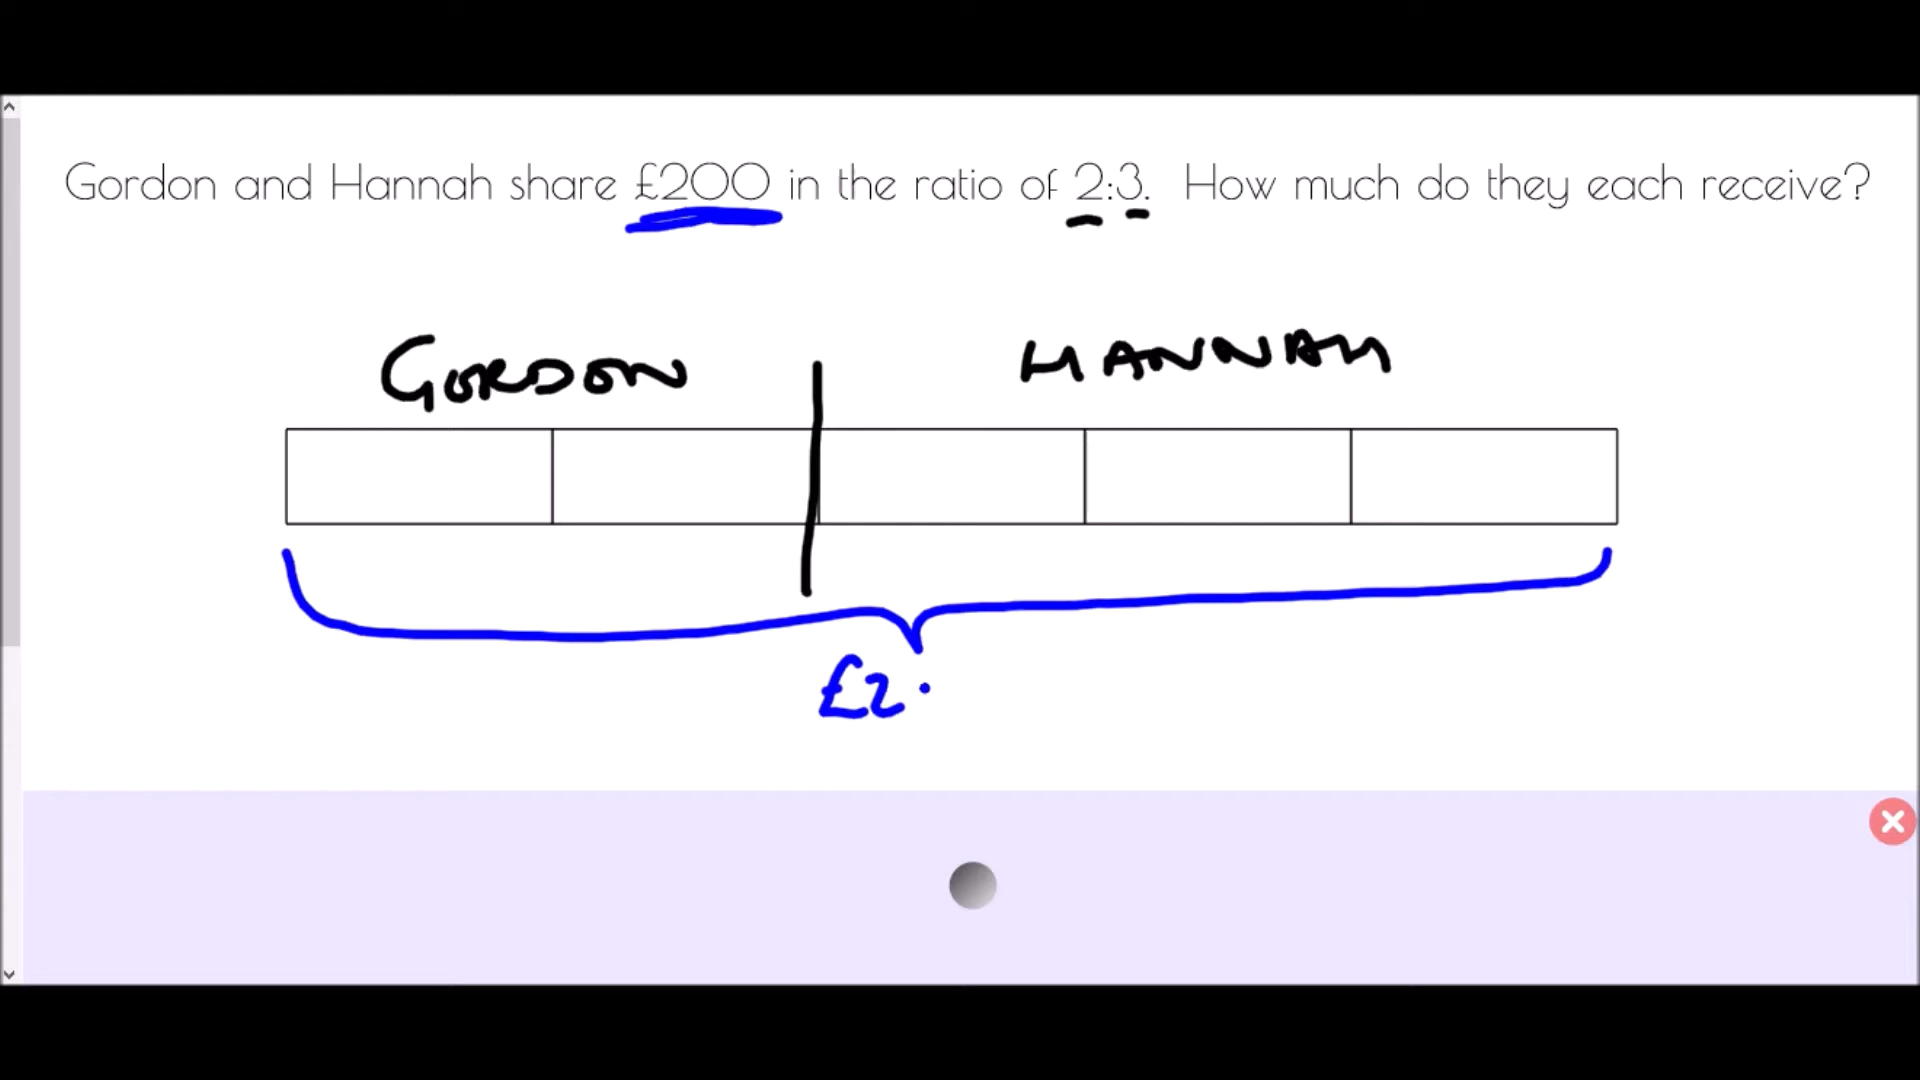 Gordon and Hannah share £200 in the ratio of 2:3. How much do they each receive?
GORDON HANNAH
£2